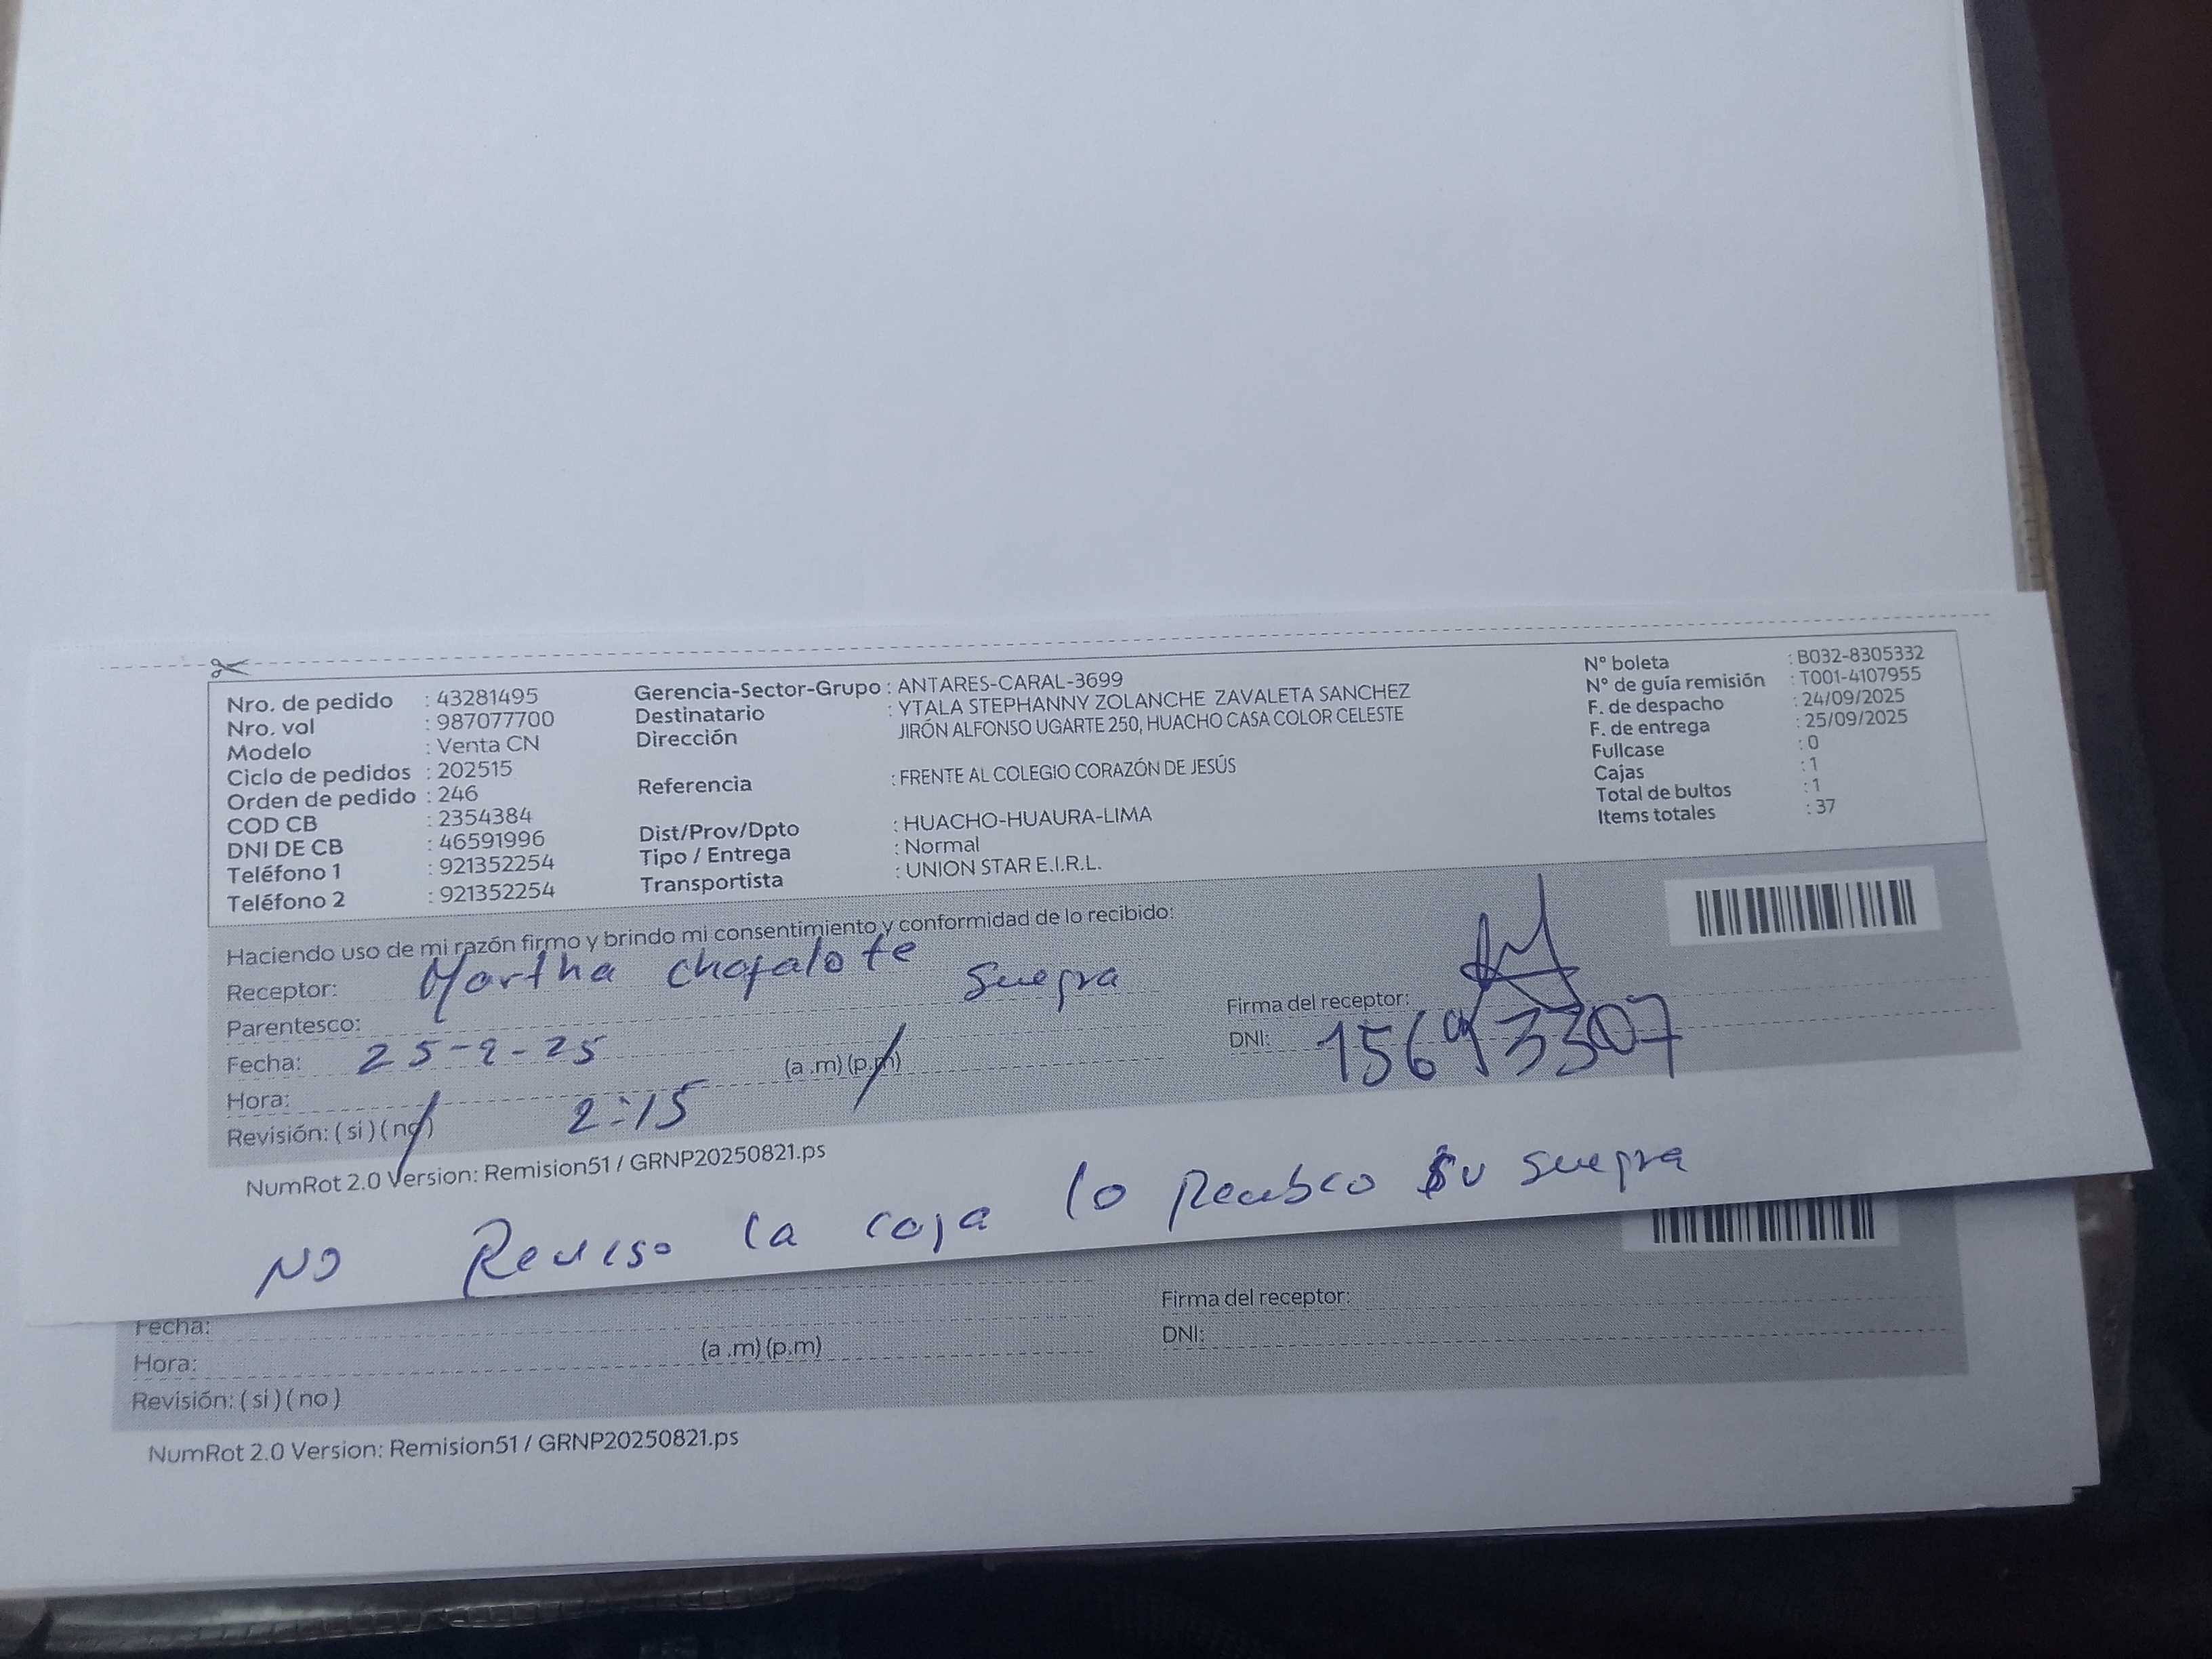 Nro. de pedido : 43281495
Nro. vol : 987077700
Modelo : Venta CN
Ciclo de pedidos : 202515
Orden de pedido : 246
COD CB : 2354384
DNI DE CB : 46591996
Teléfono 1 : 921352254
Teléfono 2 : 921352254
Gerencia-Sector-Grupo : ANTARES-CARAL-3699
Destinatario : YTALA STEPHANNY ZOLANCHE ZAVALETA SANCHEZ
Dirección JIRÓN ALFONSO UGARTE 250, HUACHO CASA COLOR CELESTE
Referencia : FRENTE AL COLEGIO CORAZÓN DE JESÚS
Dist/Prov/Dpto : HUACHO-HUAURA-LIMA
Tipo / Entrega : Normal
Transportista : UNION STAR E.I.R.L.
N° boleta : B032-8305332
N° de guía remisión : T001-4107955
F. de despacho : 24/09/2025
F. de entrega : 25/09/2025
Fullcase : 0
Cajas : 1
Total de bultos : 1
Items totales : 37
Haciendo uso de mi razón firmo y brindo mi consentimiento y conformidad de lo recibido:
Receptor: Martha
Parentesco: Suegra
Fecha: 25-9-25
(a .m) (p.m)
Hora: 2:15
Revisión: ( si ) ( no )
Firma del receptor:
DNI: 15693307
NumRot 2.0 Version: Remision51 / GRNP20250821.ps
NO Reviso la caja lo Recibio Su suegra
Fecha:
Hora: (a .m) (p.m)
Revisión: ( si ) ( no )
Firma del receptor:
DNI:
NumRot 2.0 Version: Remision51 / GRNP20250821.ps